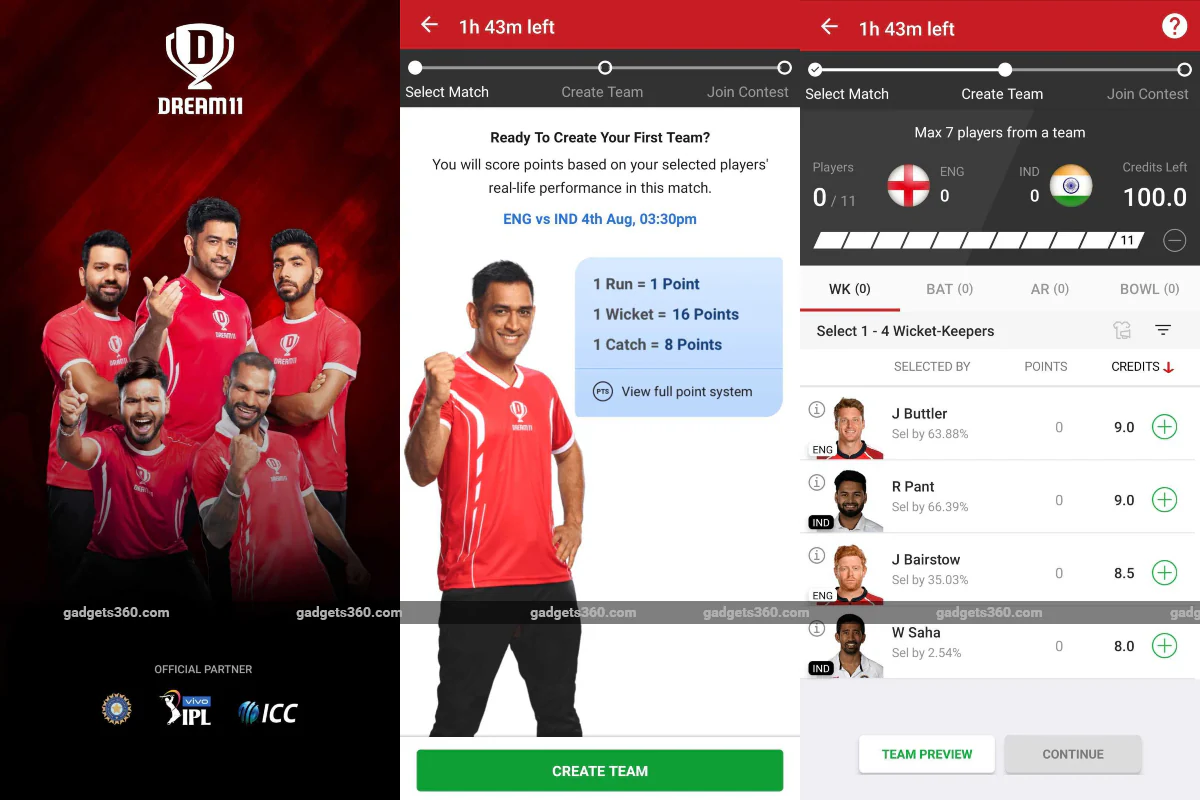 D
DREAM11
gadgets360.com
OFFICIAL PARTNER
vivo
IPL
ICC
1h 43m left
Select Match
Create Team
Join Contest
Ready To Create Your First Team?
You will score points based on your selected players'
real-life performance in this match.
ENG vs IND 4th Aug, 03:30pm
1 Run = 1 Point
1 Wicket = 16 Points
1 Catch = 8 Points
PTS View full point system
DREAM11
gadgets360.com
gadgets360.com
CREATE TEAM
1h 43m left
?
Select Match
Create Team
Join Contest
Max 7 players from a team
Players
0 / 11
ENG
0
IND
0
Credits Left
100.0
11
WK (0)
BAT (0)
AR (0)
BOWL (0)
Select 1 - 4 Wicket-Keepers
SELECTED BY
POINTS
CREDITS
J Buttler
Sel by 63.88%
ENG
0
9.0
R Pant
Sel by 66.39%
IND
0
9.0
J Bairstow
Sel by 35.03%
ENG
0
8.5
gadgets360.com
gadgets360.com
gadg
W Saha
Sel by 2.54%
IND
0
8.0
TEAM PREVIEW
CONTINUE